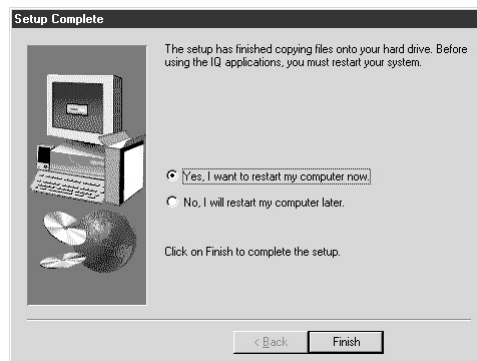 Setup Complete
The setup has finished copying files onto your hard drive. Before
using the IQ applications, you must restart your system.
Yes, I want to restart my computer now.
No, I will restart my computer later.
Click on Finish to complete the setup.
< Back
Finish